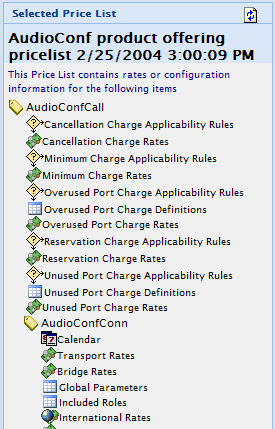 Selected Price List
AudioConf product offering
pricelist 2/25/2004 3:00:09 PM
This Price List contains rates or configuration
information for the following items
AudioConfCall
Cancellation Charge Applicability Rules
Cancellation Charge Rates
Minimum Charge Applicability Rules
Minimum Charge Rates
Overused Port Charge Applicability Rules
Overused Port Charge Definitions
Overused Port Charge Rates
Reservation Charge Applicability Rules
Reservation Charge Rates
Unused Port Charge Applicability Rules
Unused Port Charge Definitions
Unused Port Charge Rates
AudioConfConn
Calendar
Transport Rates
Bridge Rates
Global Parameters
Included Roles
International Rates